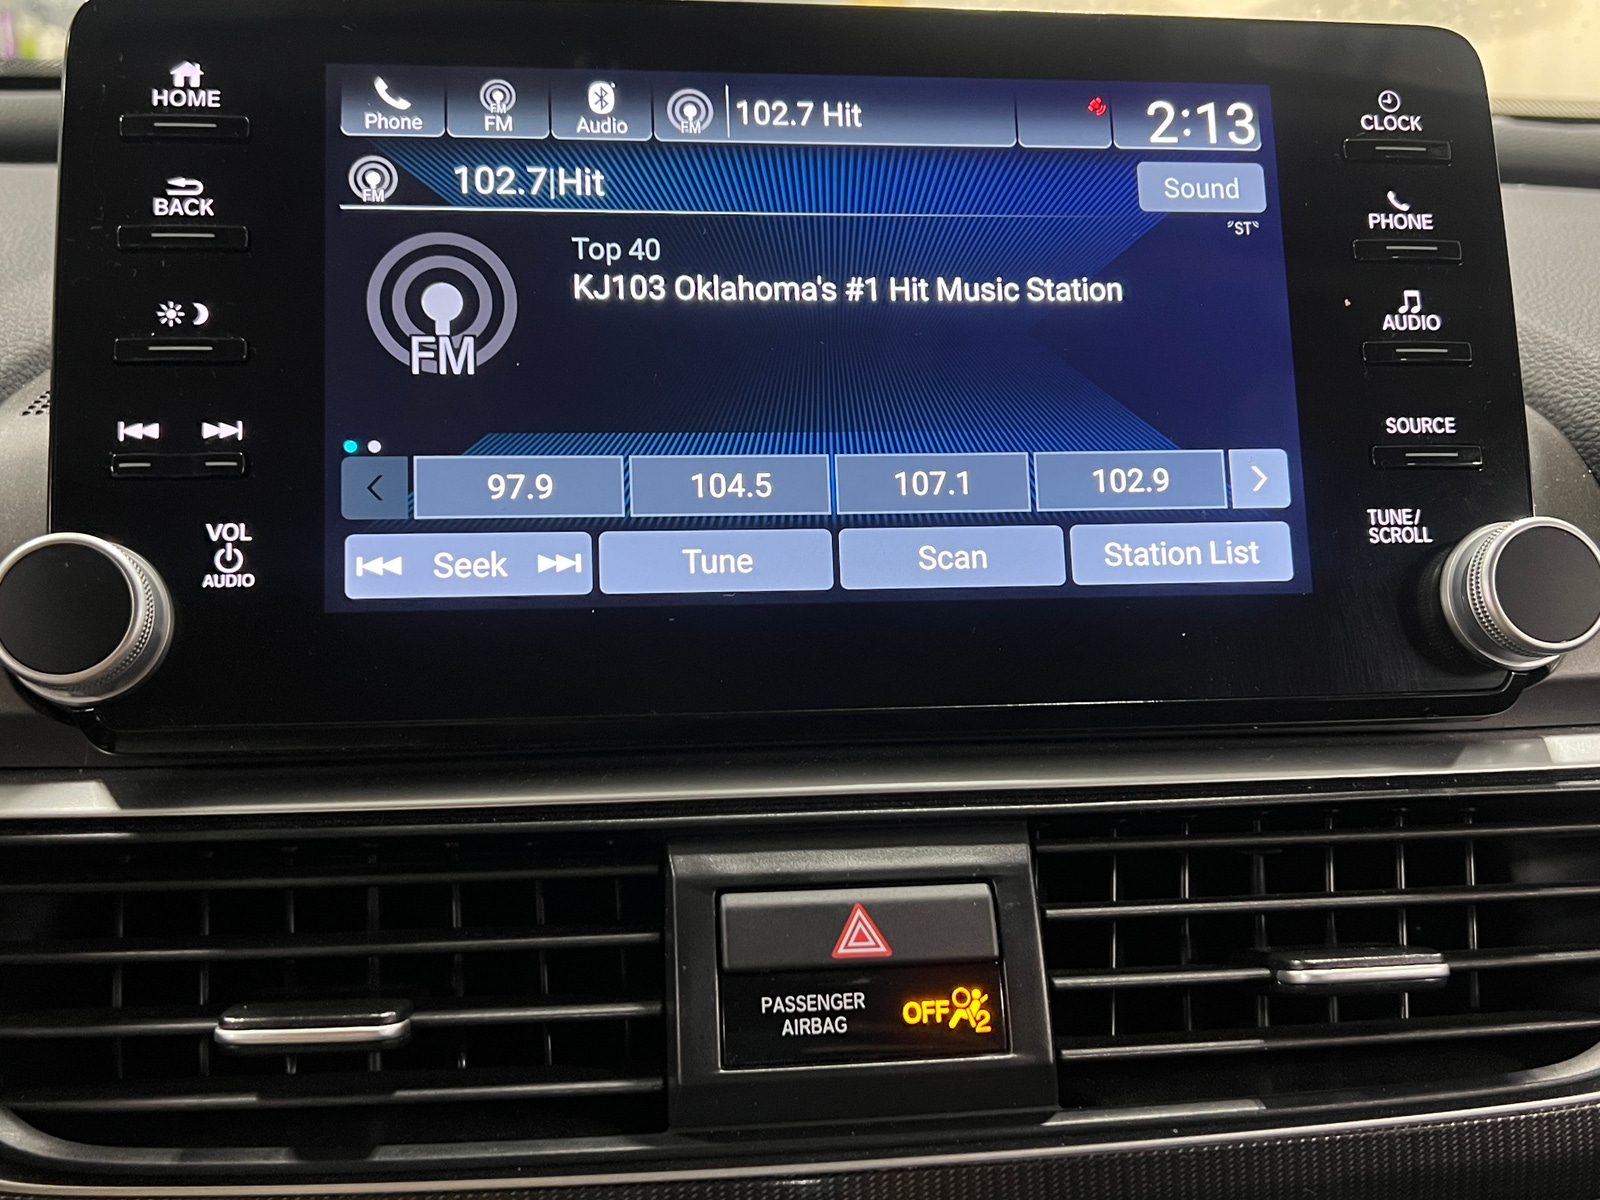 HOME
BACK
VOL
AUDIO
Phone
FM
FM
Audio
FM
102.7 Hit
2:13
FM
102.7|Hit
Sound
"ST"
FM
Top 40
KJ103 Oklahoma's #1 Hit Music Station
97.9
104.5
107.1
102.9
Seek
Tune
Scan
Station List
CLOCK
PHONE
AUDIO
SOURCE
TUNE/
SCROLL
PASSENGER
AIRBAG
OFF
2